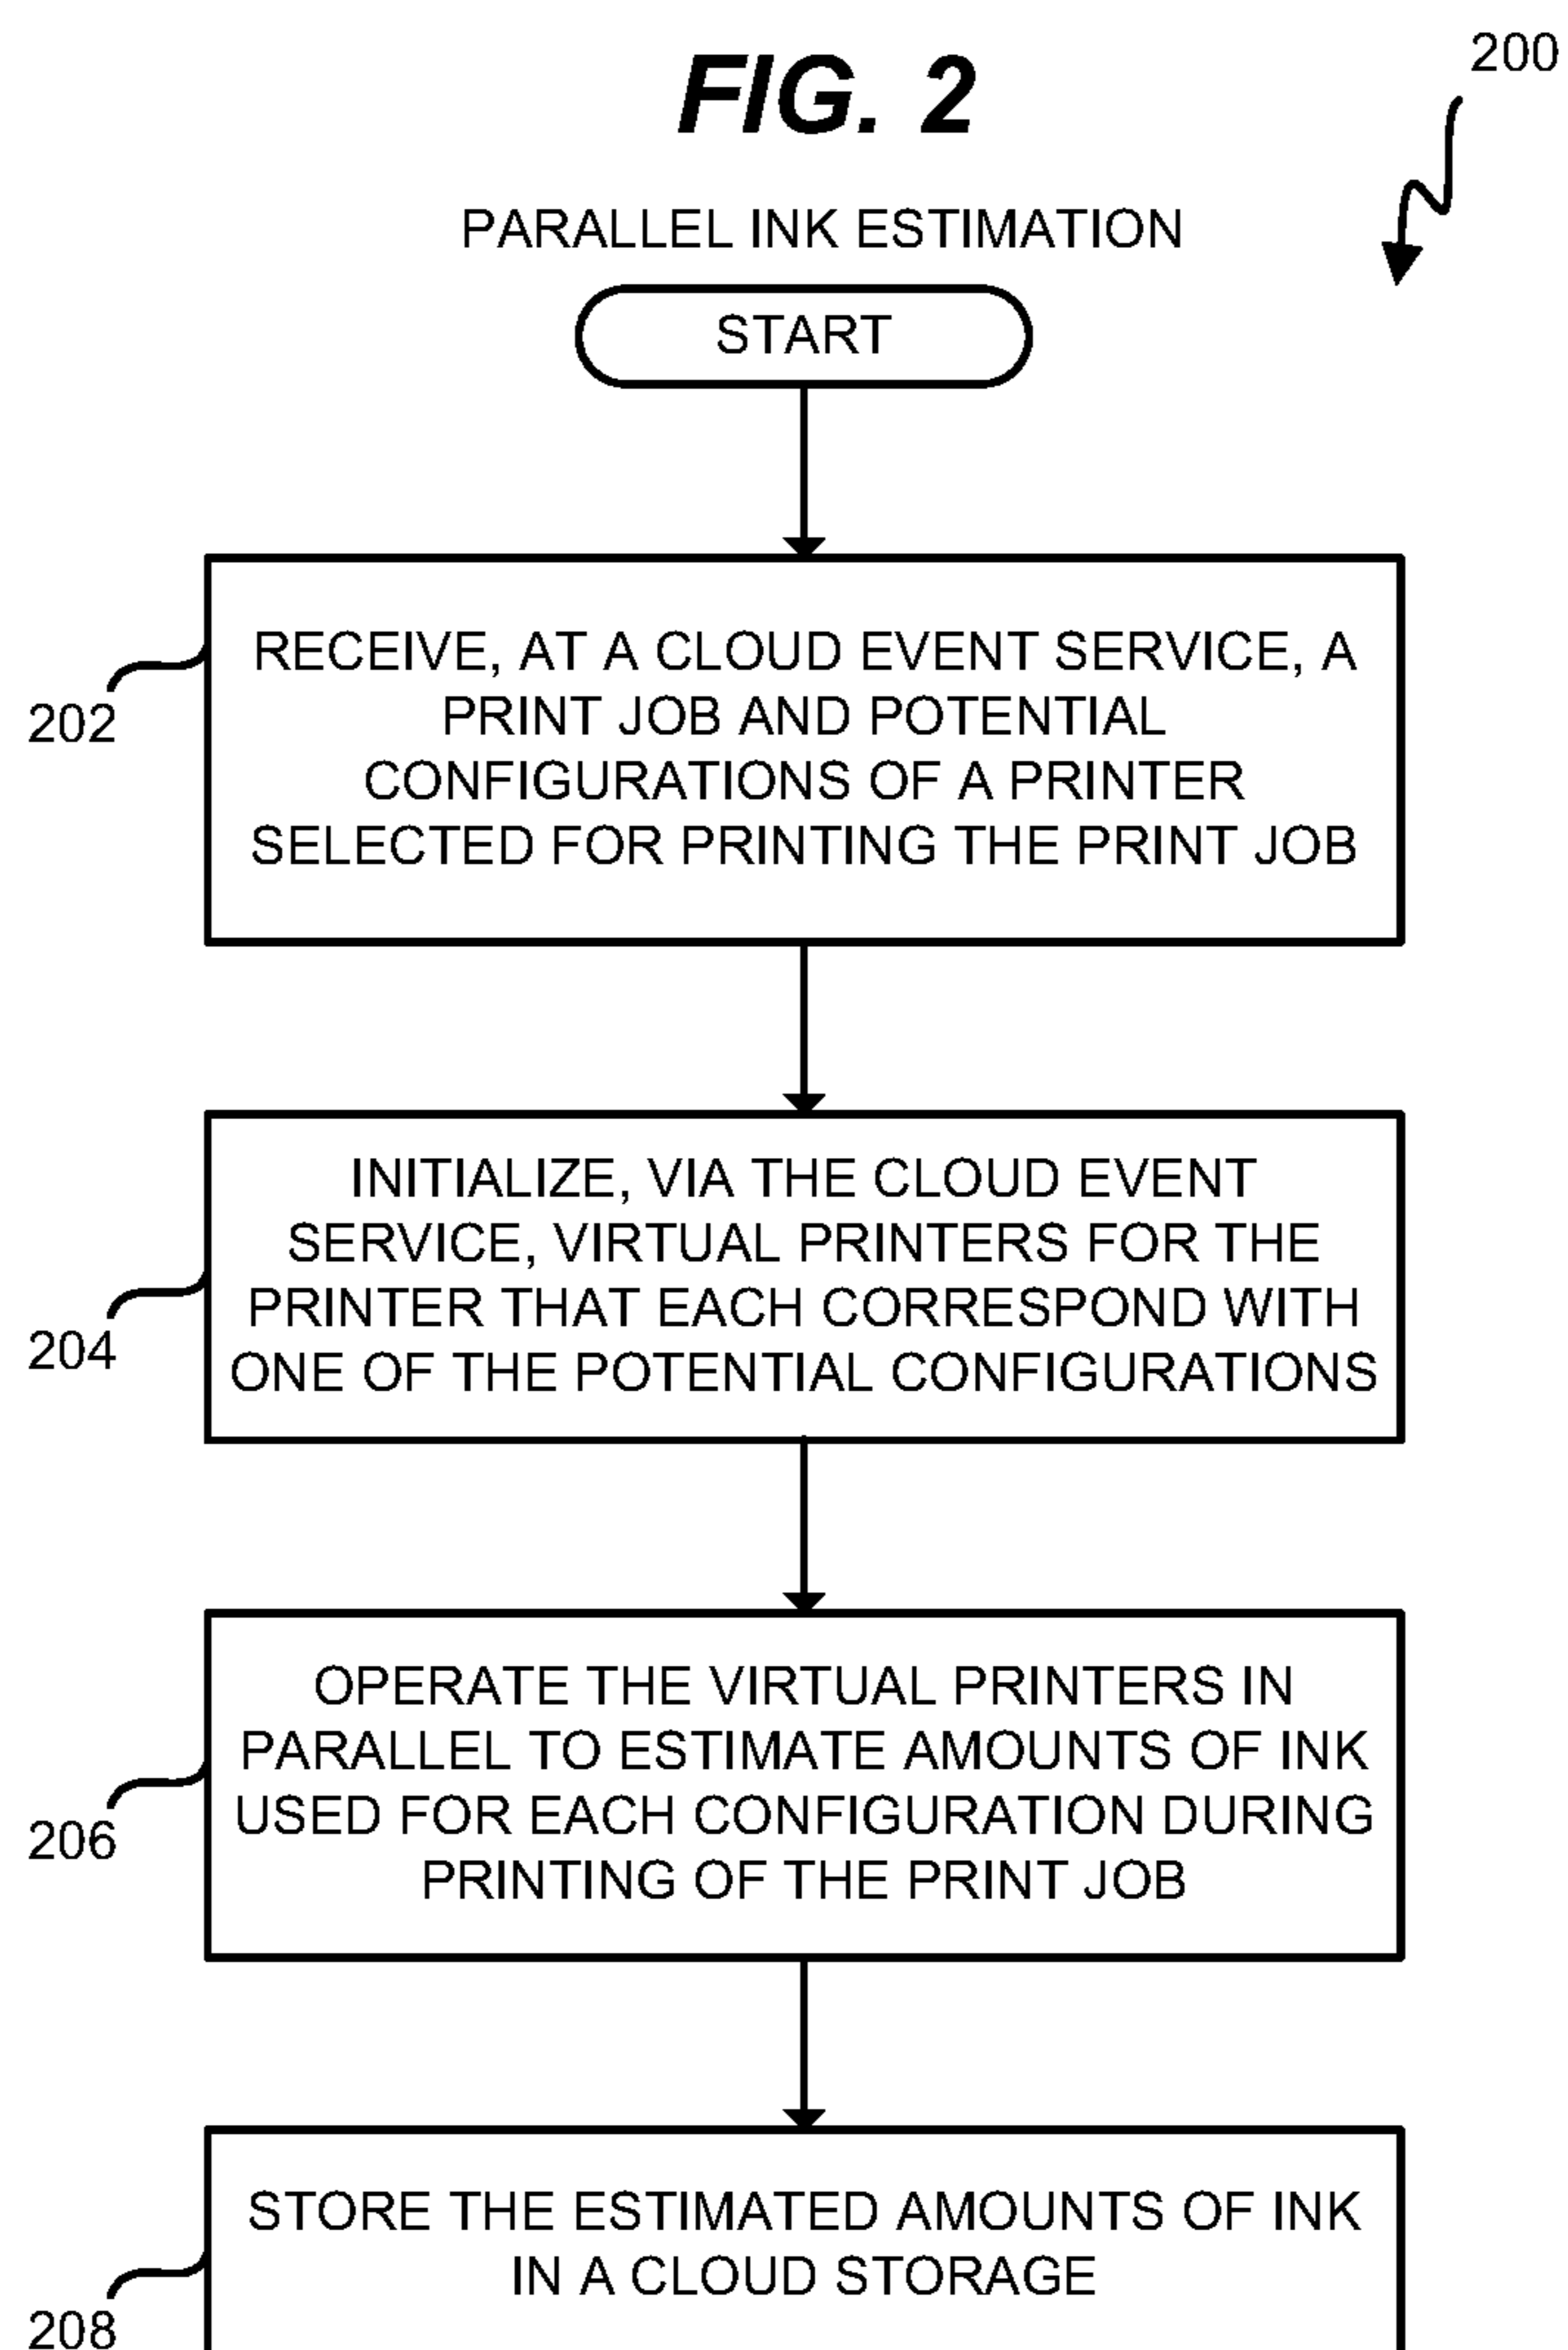 200
FIG. 2
PARALLEL INK ESTIMATION
START
RECEIVE, AT A CLOUD EVENT SERVICE, A
PRINT JOB AND POTENTIAL
CONFIGURATIONS OF A PRINTER
SELECTED FOR PRINTING THE PRINT JOB
202
INITIALIZE, VIA THE CLOUD EVENT
SERVICE, VIRTUAL PRINTERS FOR THE
PRINTER THAT EACH CORRESPOND WITH
ONE OF THE POTENTIAL CONFIGURATIONS
204
OPERATE THE VIRTUAL PRINTERS IN
PARALLEL TO ESTIMATE AMOUNTS OF INK
USED FOR EACH CONFIGURATION DURING
PRINTING OF THE PRINT JOB
206
STORE THE ESTIMATED AMOUNTS OF INK
IN A CLOUD STORAGE
208